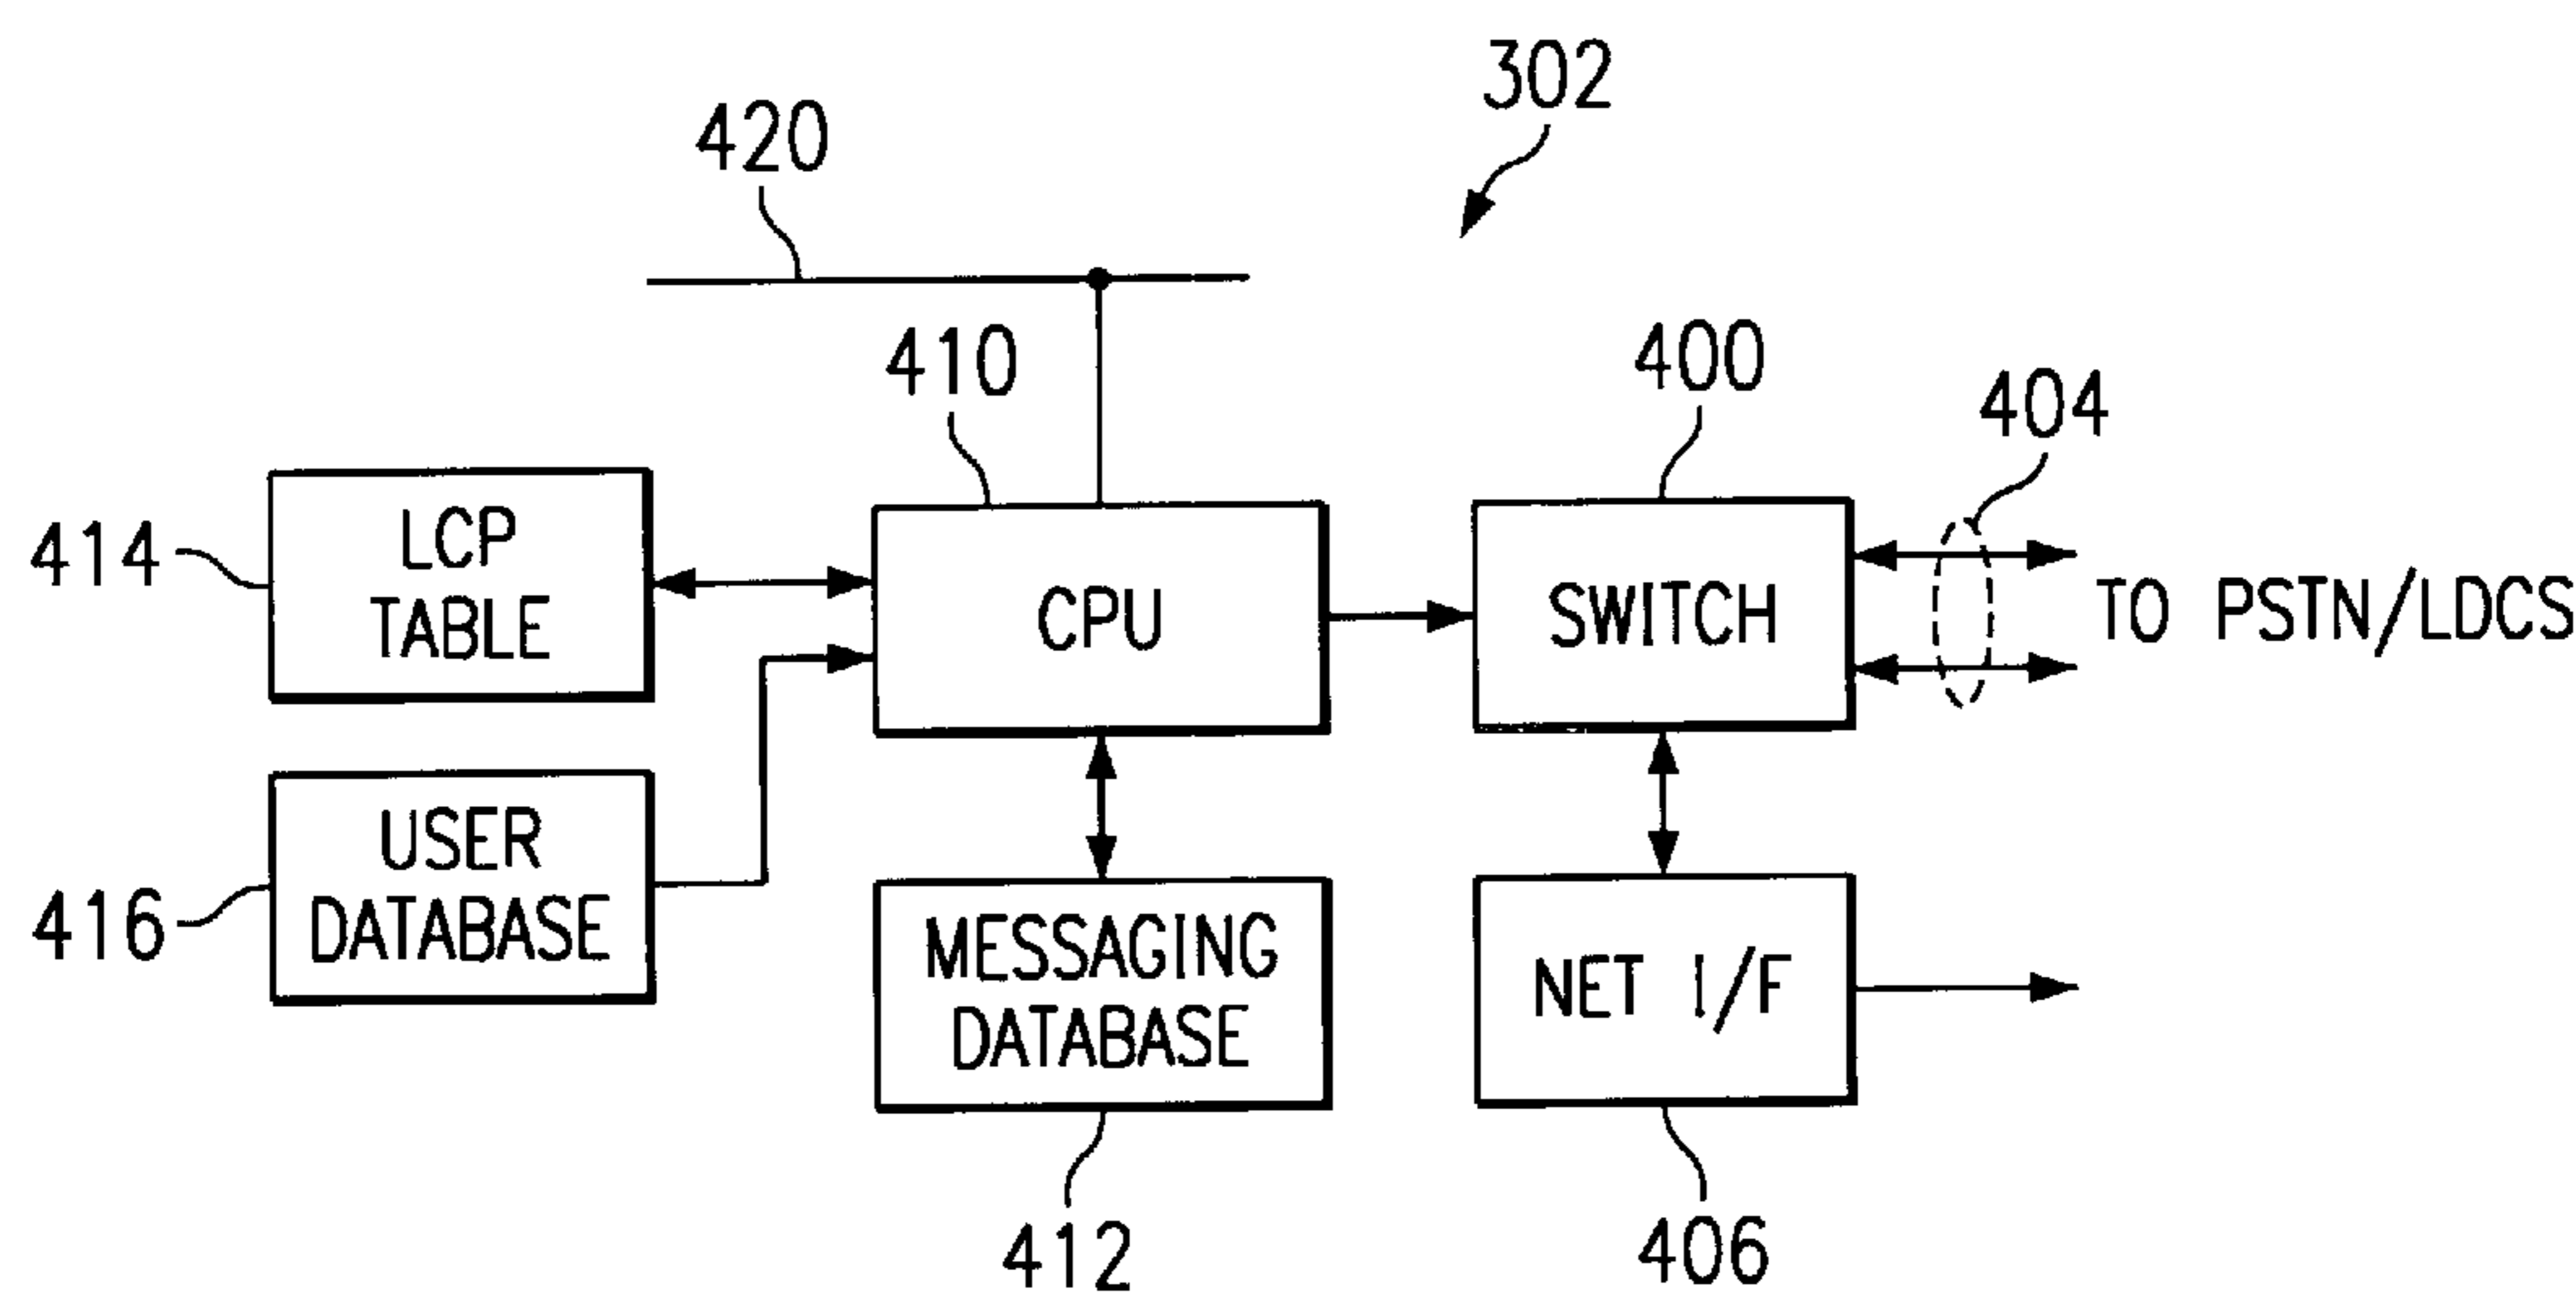 302
420
410
400
404
414
LCP
TABLE
CPU
SWITCH
TO PSTN/LDCS
416
USER
DATABASE
MESSAGING
DATABASE
NET I/F
412
406